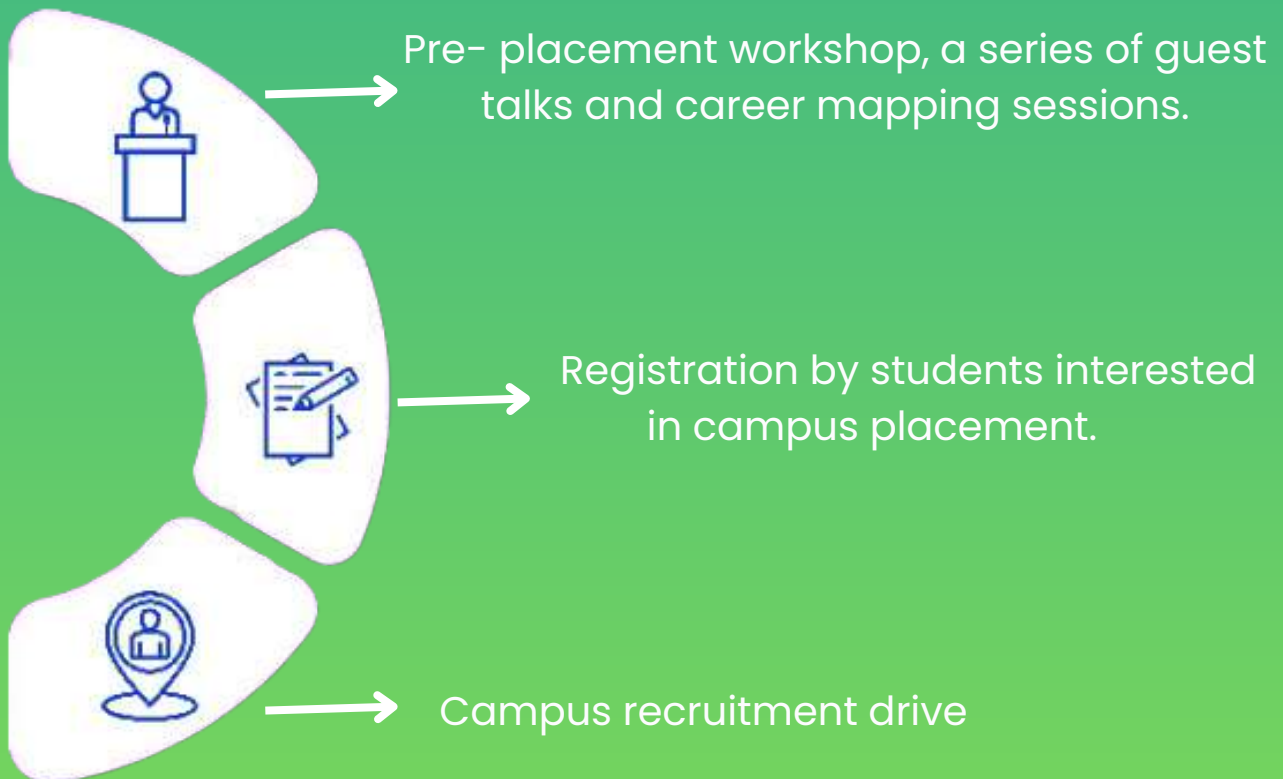 Pre- placement workshop, a series of guest
talks and career mapping sessions.
Registration by students interested
in campus placement.
Campus recruitment drive